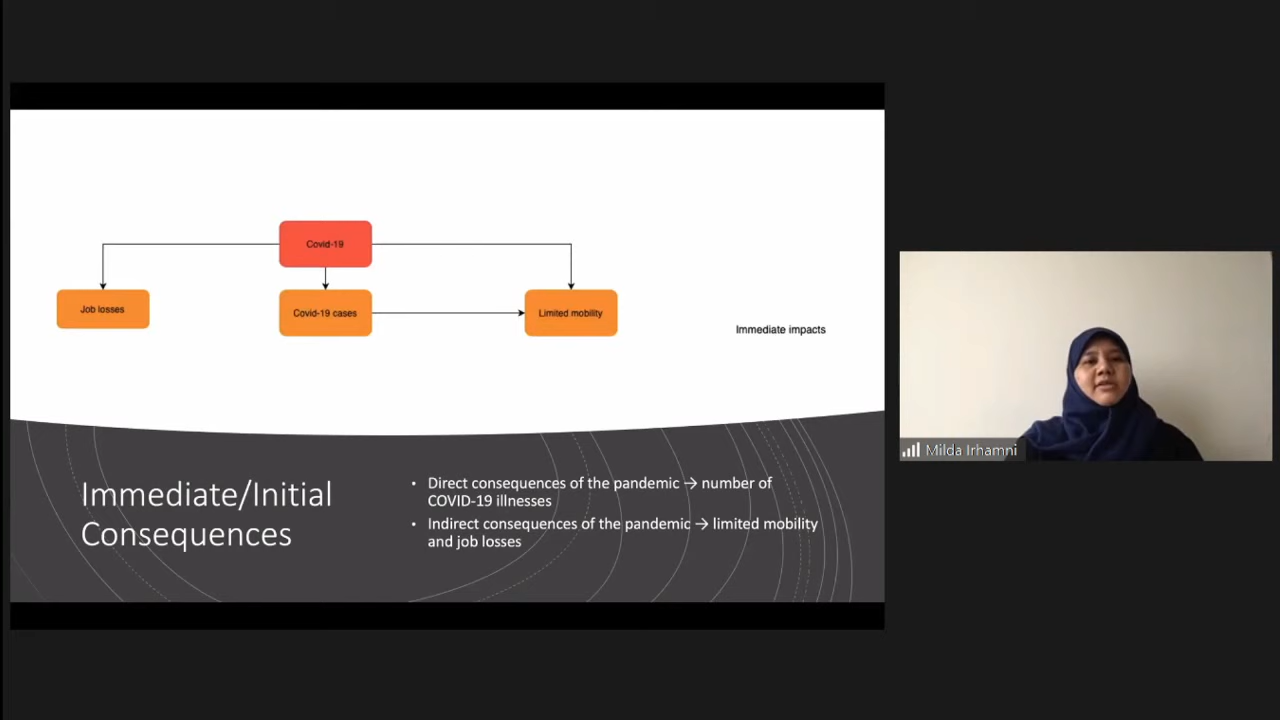 Covid-19
Job losses
Covid-19 cases
Limited mobility
Immediate impacts
Immediate/Initial
Consequences
• Direct consequences of the pandemic → number of
COVID-19 illnesses
• Indirect consequences of the pandemic → limited mobility
and job losses
Milda Irhamni